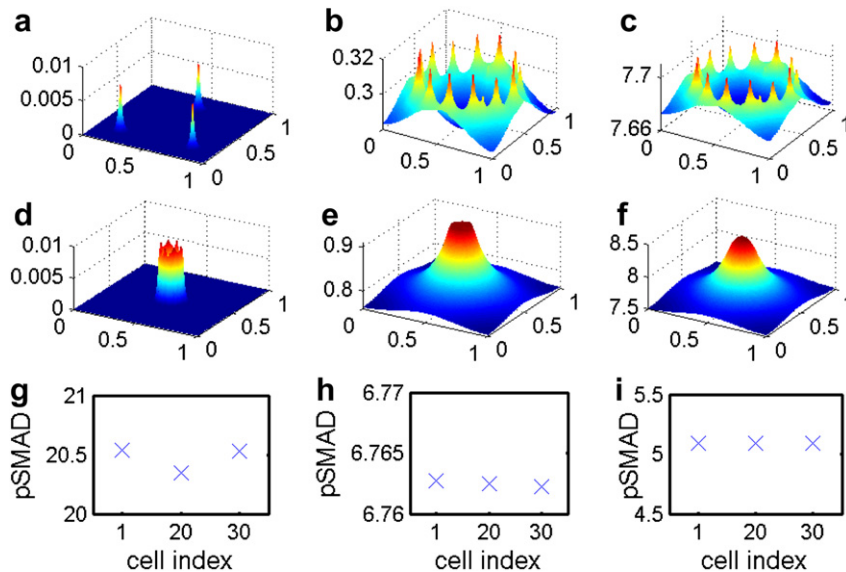 a b c
0.01 0.005 0 0 0.5 1 0 0.5 1
0.32 0.3 0 0.5 1 0 0.5 1
7.7 7.66 0 0.5 1 0 0.5 1
d e f
0.01 0.005 0 0 0.5 1 0 0.5 1
0.9 0.8 0 0.5 1 0 0.5 1
8.5 8 7.5 0 0.5 1 0 0.5 1
g h i
21 20.5 20
pSMAD
1 20 30
cell index
6.77 6.765 6.76
pSMAD
1 20 30
cell index
5.5 5 4.5
pSMAD
1 20 30
cell index